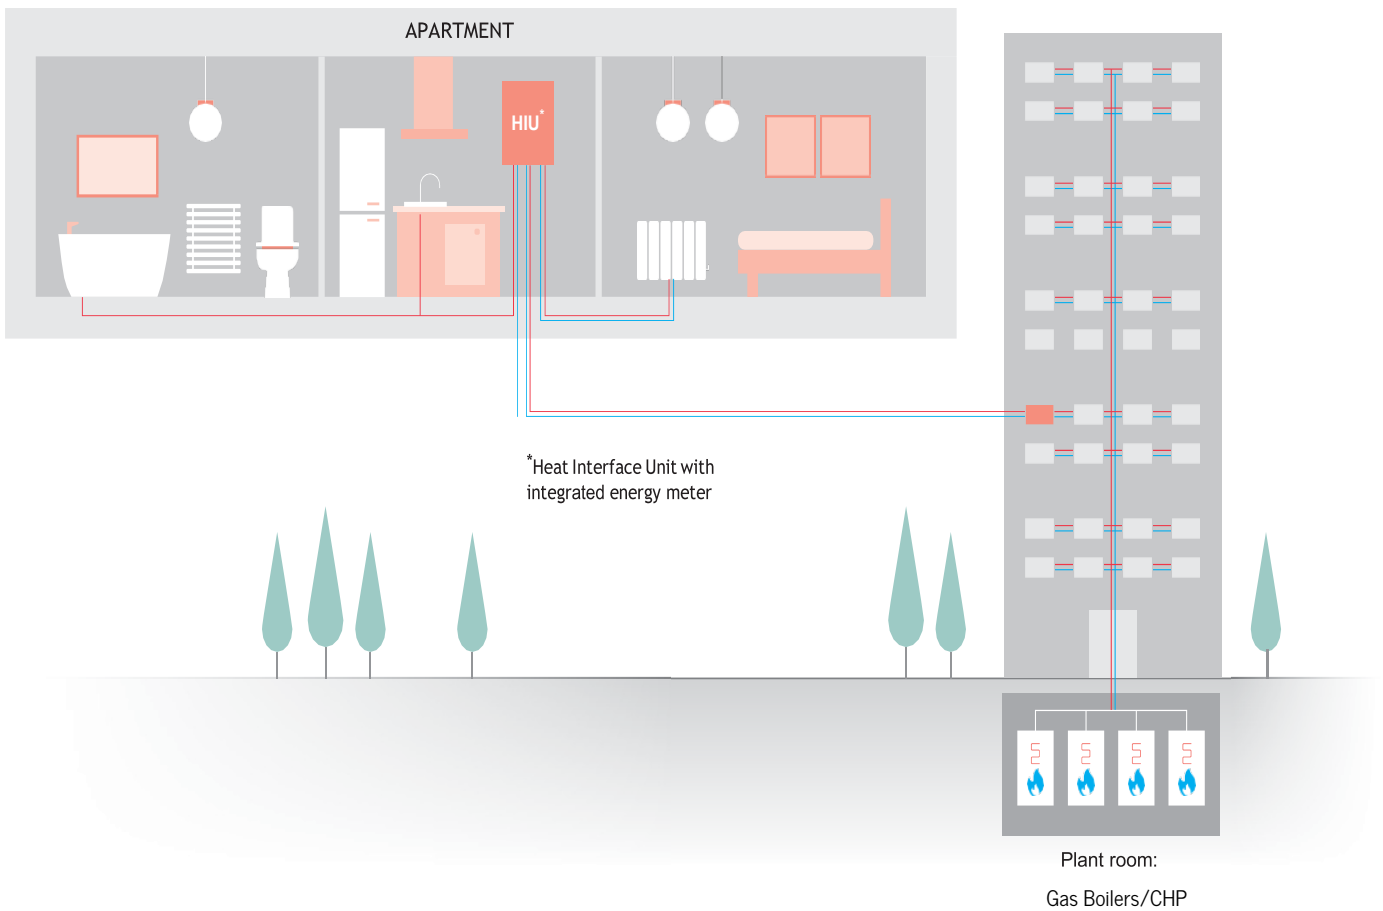 APARTMENT
HIU*
*Heat Interface Unit with
integrated energy meter
Plant room:
Gas Boilers/CHP